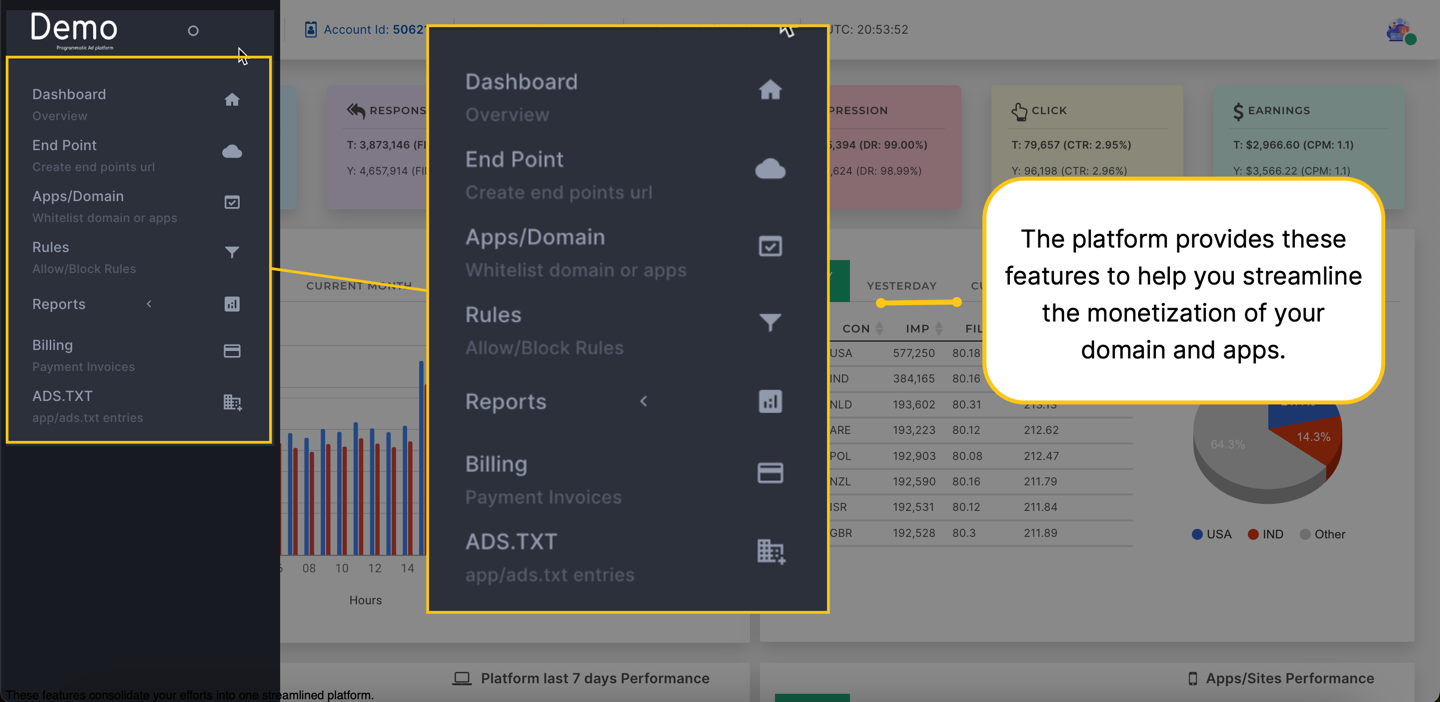 Demo
Programmatic Ad platform
Account Id: 5062
UTC: 20:53:52
Dashboard
Overview
End Point
Create end points url
Apps/Domain
Whitelist domain or apps
Rules
Allow/Block Rules
Reports
Billing
Payment Invoices
ADS.TXT
app/ads.txt entries
Dashboard
Overview
End Point
Create end points url
Apps/Domain
Whitelist domain or apps
Rules
Allow/Block Rules
Reports
Billing
Payment Invoices
ADS.TXT
app/ads.txt entries
RESPONS
T: 3,873,146 (FI
Y: 4,657,914 (FI
PRESSION
5,394 (DR: 99.00%)
,624 (DR: 98.99%)
CLICK
T: 79,657 (CTR: 2.95%)
Y: 96,198 (CTR: 2.96%)
$ EARNINGS
T: $2,966.60 (CPM: 1.1)
Y: $3,566.22 (CPM: 1.1)
The platform provides these
features to help you streamline
the monetization of your
domain and apps.
CURRENT MONTH
08 10 12 14
Hours
Y YESTERDAY CU
CON IMP FIL
USA 577,250 80.18
IND 384,165 80.16
NLD 193,602 80.31 213.13
ARE 193,223 80.12 212.62
POL 192,903 80.08 212.47
NZL 192,590 80.16 211.79
ISR 192,531 80.12 211.84
GBR 192,528 80.3 211.89
64.3%
14.3%
USA IND Other
Platform last 7 days Performance
Apps/Sites Performance
These features consolidate your efforts into one streamlined platform.